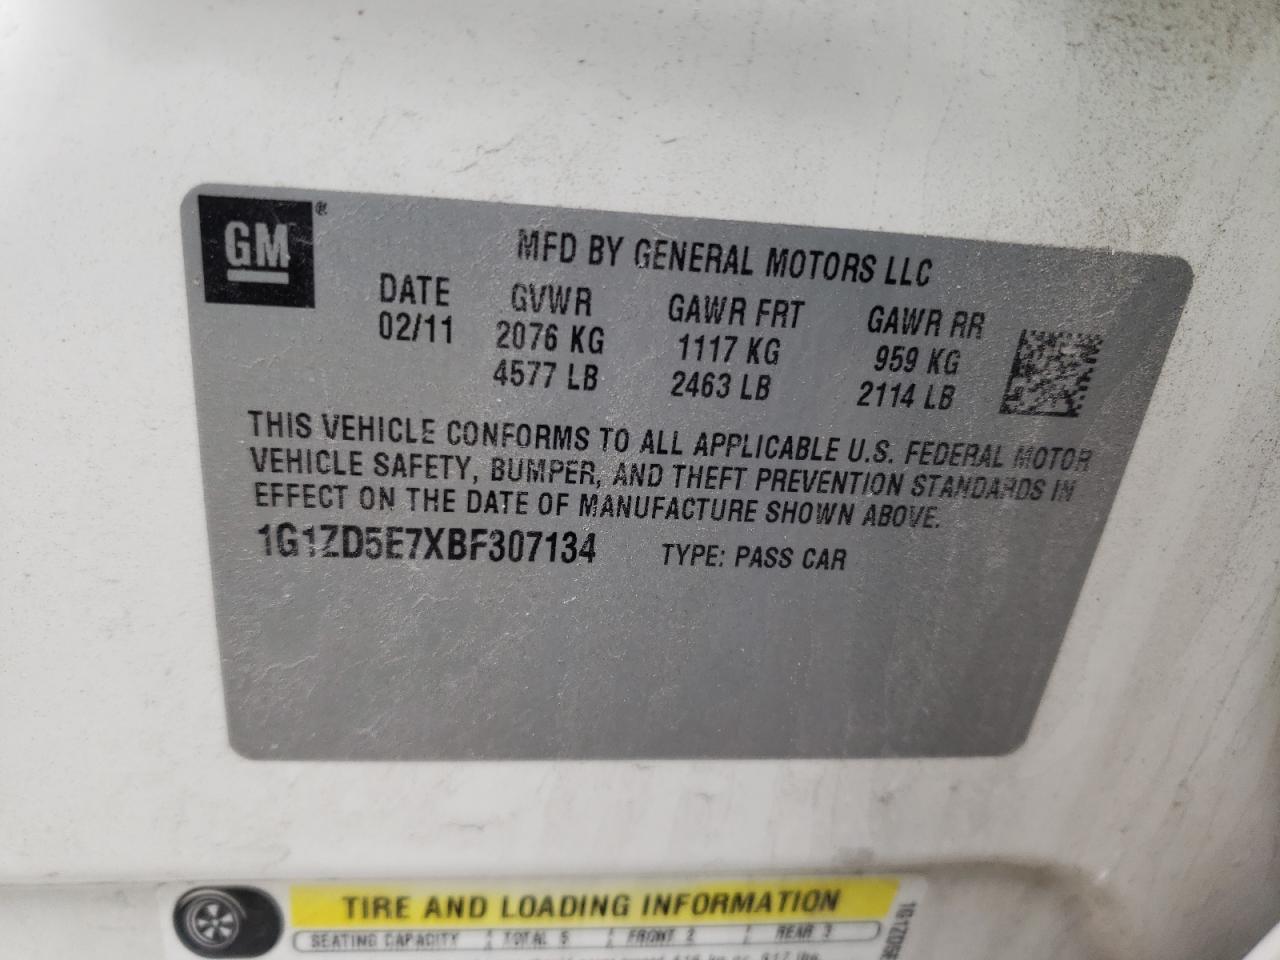 GM®
MFD BY GENERAL MOTORS LLC
DATE GVWR GAWR FRT GAWR RR
02/11 2076 KG 1117 KG 959 KG
4577 LB 2463 LB 2114 LB
THIS VEHICLE CONFORMS TO ALL APPLICABLE U.S. FEDERAL MOTOR
VEHICLE SAFETY, BUMPER, AND THEFT PREVENTION STANDARDS IN
EFFECT ON THE DATE OF MANUFACTURE SHOWN ABOVE.
1G1ZD5E7XBF307134 TYPE: PASS CAR
TIRE AND LOADING INFORMATION
SEATING CAPACITY TOTAL 5 FRONT 2 REAR 3